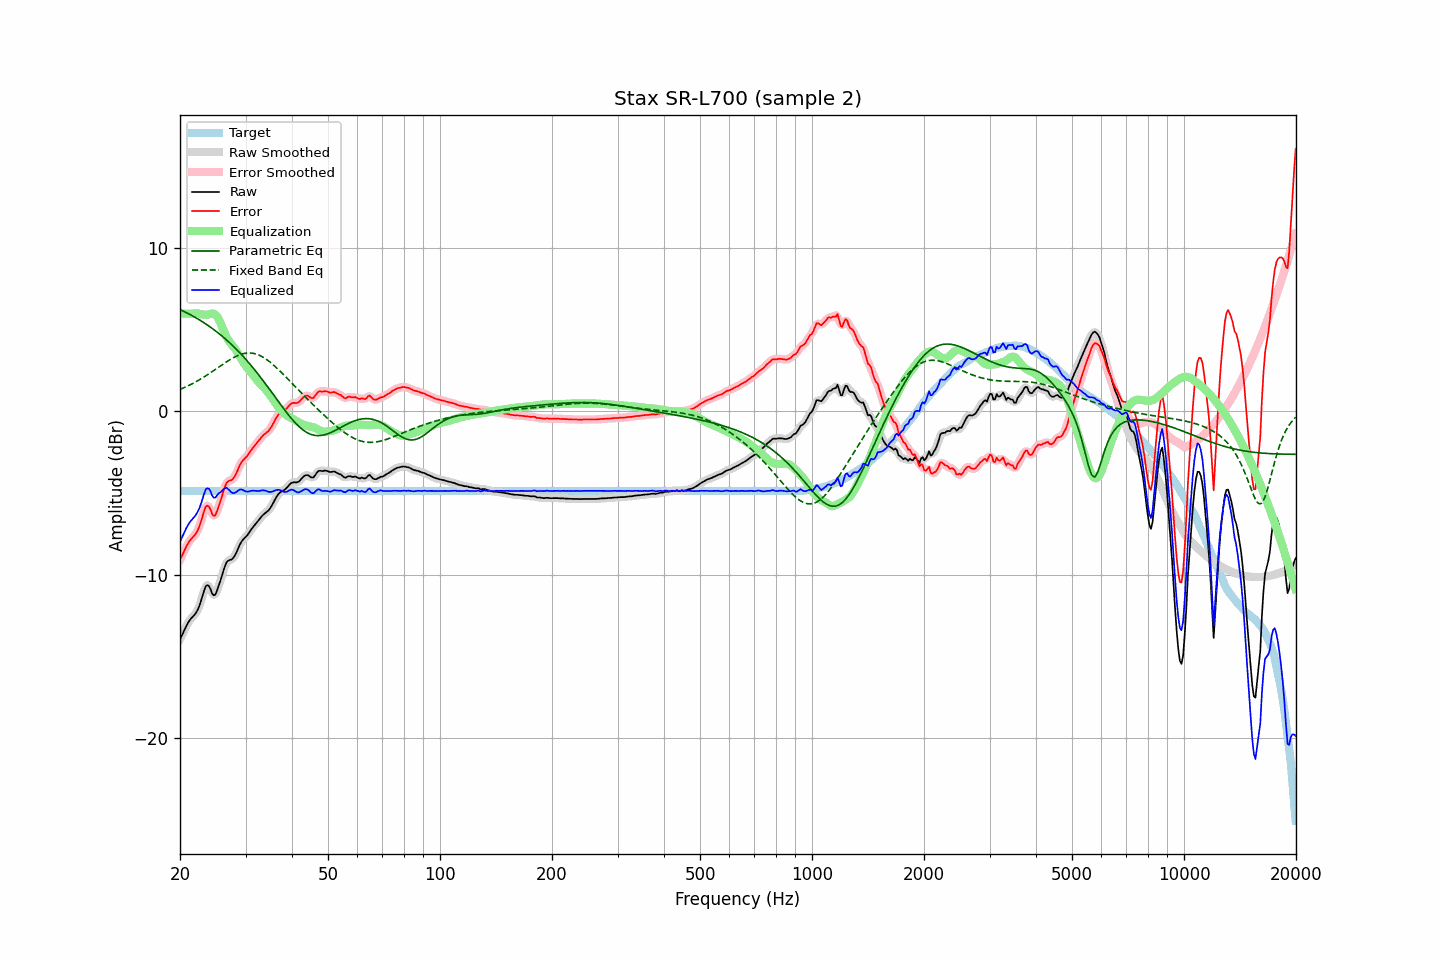 Stax SR-L700 (sample 2)
Target
Raw Smoothed
Error Smoothed
Raw
Error
Equalization
Parametric Eq
Fixed Band Eq
Equalized
Amplitude (dBr)
10
0
−10
−20
20
50
100
200
500
1000
2000
5000
10000
20000
Frequency (Hz)